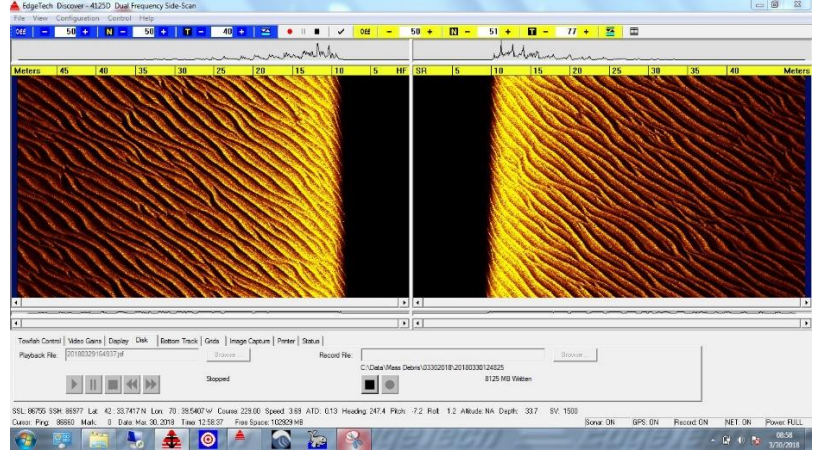 EdgeTech Discover - 4125D Dual Frequency Side-Scan
File View Configuration Control Help
Off - 50 + N - 50 + T - 40 + Off - 50 + N - 51 + T - 77 +
Meters 45 40 35 30 25 20 15 10 5 HF SR 5 10 15 20 25 30 35 40 Meters
Towfish Control Video Gains Display Disk Bottom Track Grids Image Capture Printer Status
Playback File: 20180329164937.jsf Browse... Record File: Browse...
C:\Data\Mass Debris\03302018\20180330124825
Stopped 8125 MB Written
SSL: 86755 SSH: 86977 Lat: 42 : 33.7417 N Lon: 70 : 39.5407 W Course: 229.00 Speed: 3.69 ATD: 0.13 Heading: 247.4 Pitch: -7.2 Roll: 1.2 Altitude: NA Depth: 33.7 SV: 1500
Cursor: Ping: 86660 Mark: 0 Date: Mar. 30, 2018 Time: 12:58:37 Free Space: 102929 MB Sonar: ON GPS: ON Record: ON NET: ON Power: FULL
08:58
3/30/2018